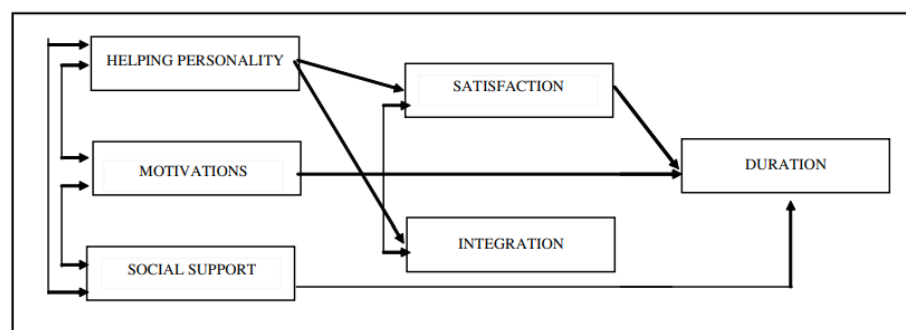 HELPING PERSONALITY
SATISFACTION
MOTIVATIONS
DURATION
INTEGRATION
SOCIAL SUPPORT